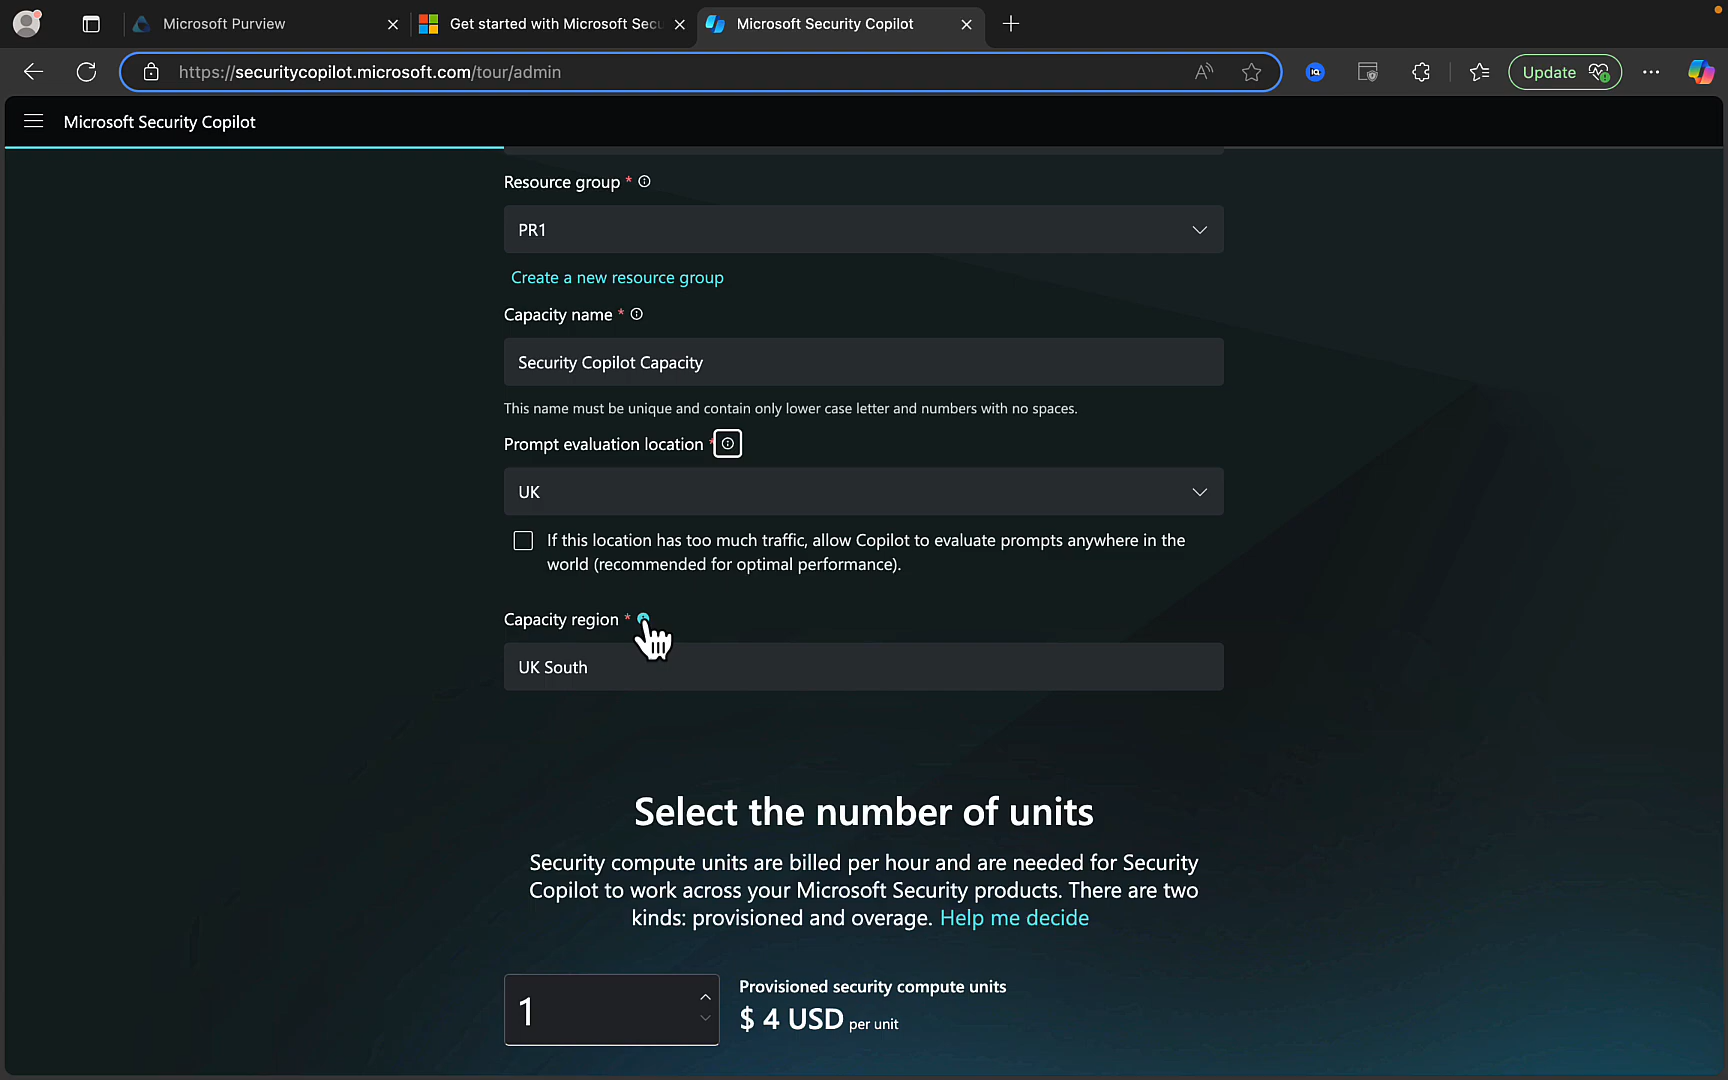 Microsoft Purview
Get started with Microsoft Sec
Microsoft Security Copilot
https://securitycopilot.microsoft.com/tour/admin
Update
Microsoft Security Copilot
Resource group *
PR1
Create a new resource group
Capacity name *
Security Copilot Capacity
This name must be unique and contain only lower case letter and numbers with no spaces.
Prompt evaluation location *
UK
If this location has too much traffic, allow Copilot to evaluate prompts anywhere in the
world (recommended for optimal performance).
Capacity region *
UK South
Select the number of units
Security compute units are billed per hour and are needed for Security
Copilot to work across your Microsoft Security products. There are two
kinds: provisioned and overage. Help me decide
1
Provisioned security compute units
$ 4 USD per unit